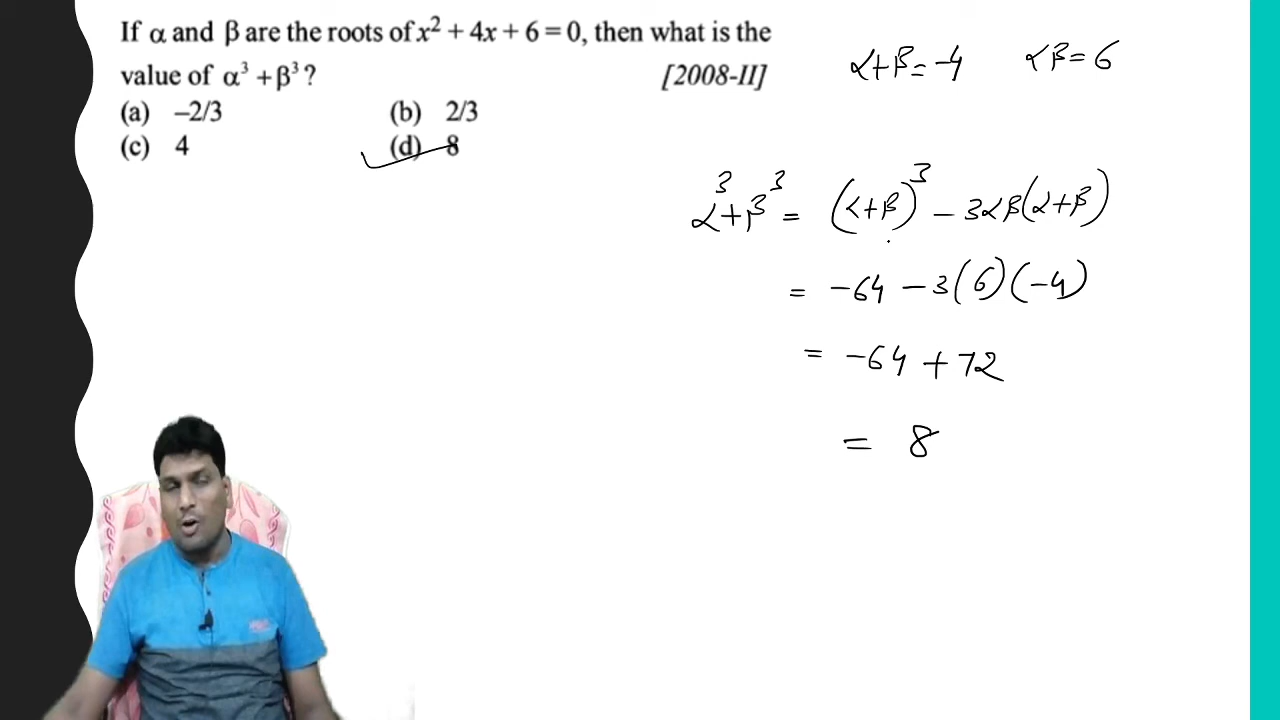 If α and β are the roots of x² + 4x + 6 = 0, then what is the
value of α³ + β³ ? [2008-II]
(a) –2/3 (b) 2/3
(c) 4 (d) 8
α+β = -4 αβ = 6
α³+β³ = (α+β)³ - 3αβ(α+β)
= -64 - 3(6)(-4)
= -64 + 72
= 8